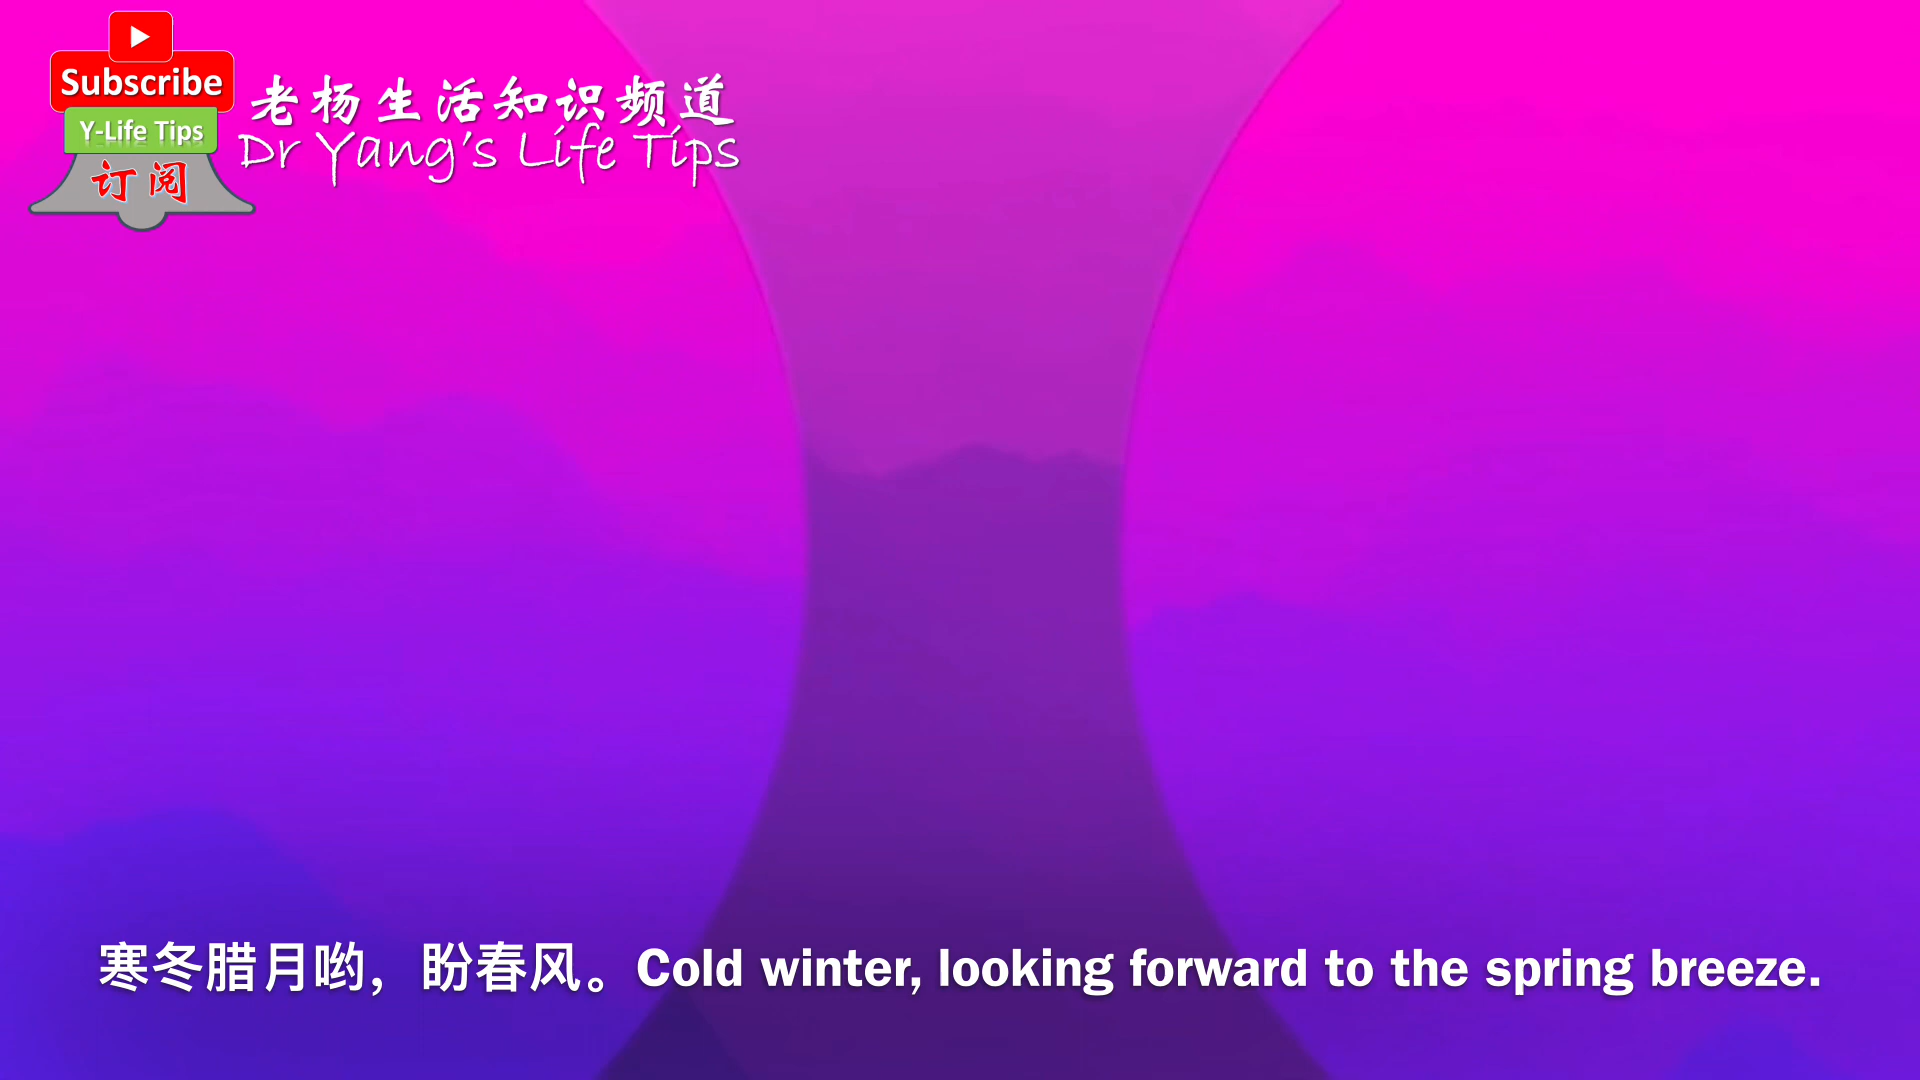 Subscribe
Y-Life Tips
订阅
老杨生活知识频道
Dr Yang's Life Tips
寒冬腊月哟，盼春风。Cold winter, looking forward to the spring breeze.